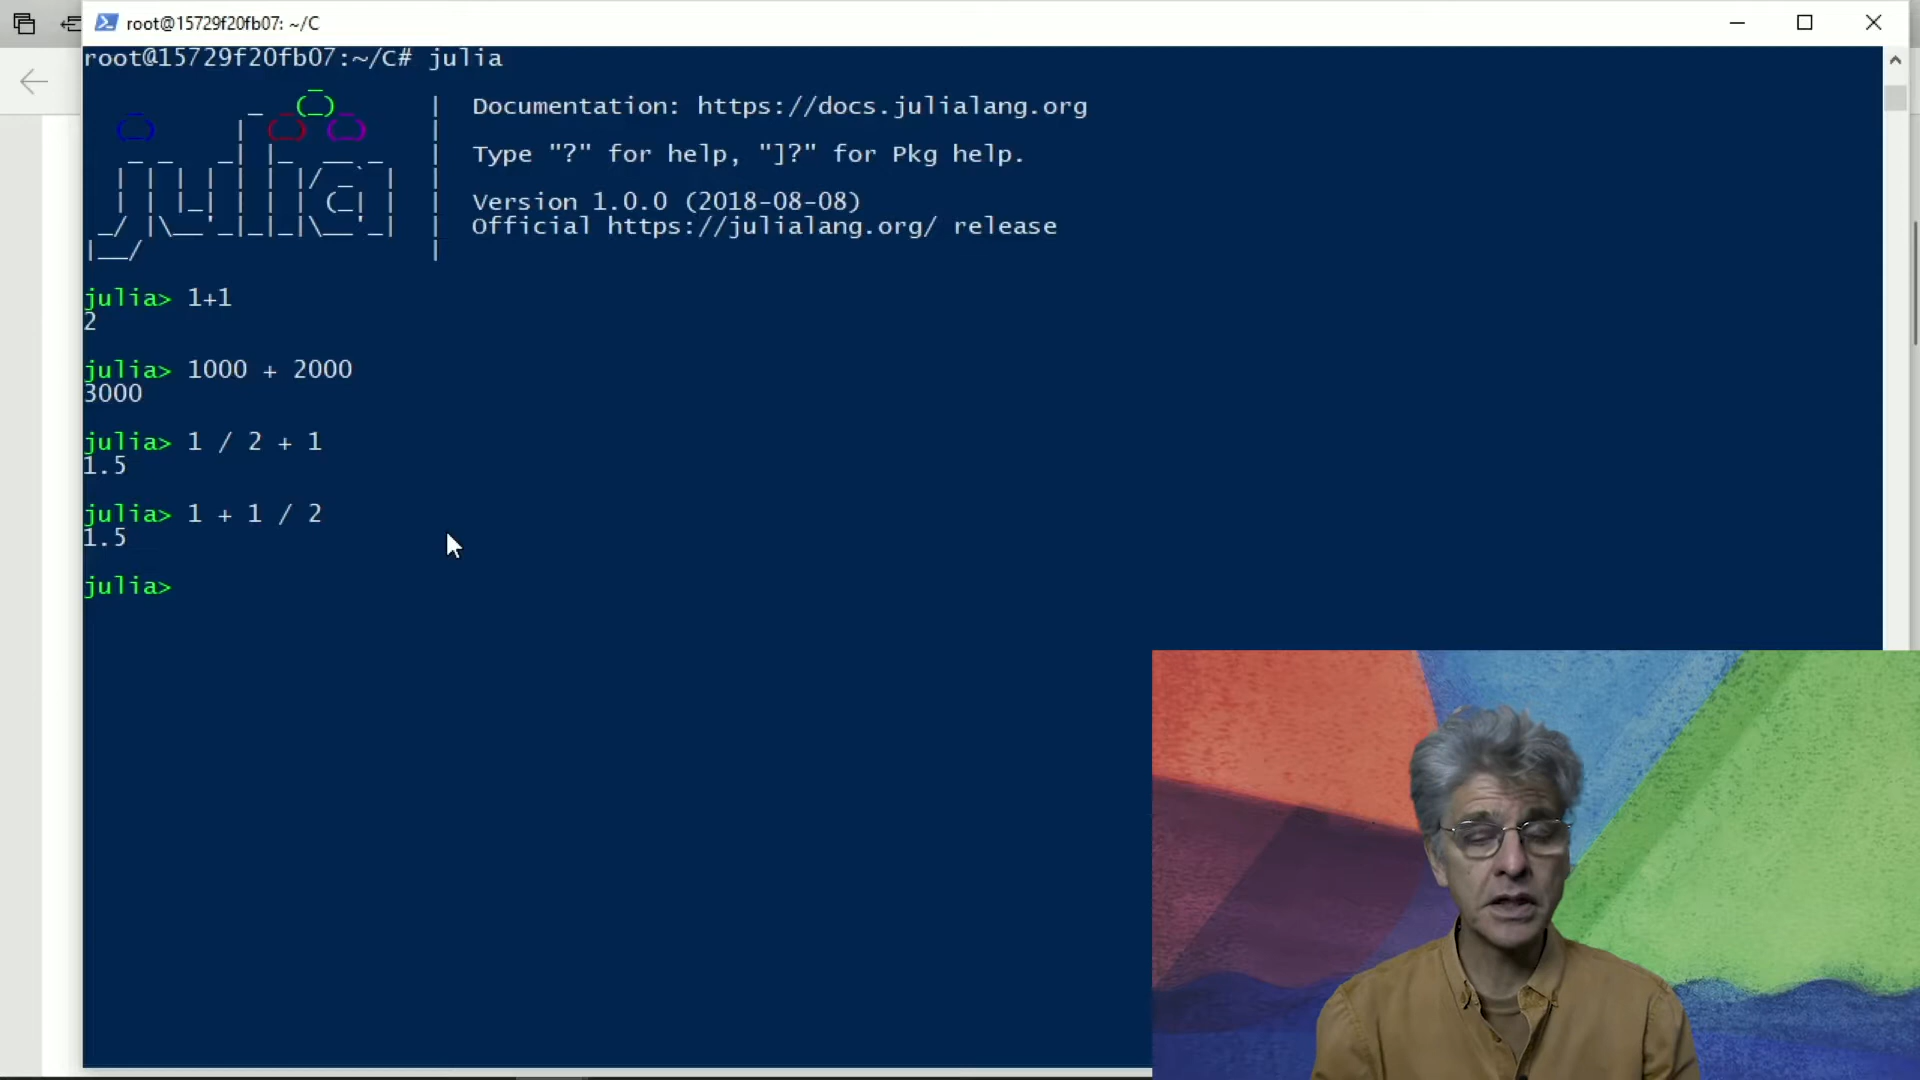 root@15729f20fb07: ~/C
root@15729f20fb07:~/C# julia
Documentation: https://docs.julialang.org
Type "?" for help, "]?" for Pkg help.
Version 1.0.0 (2018-08-08)
Official https://julialang.org/ release
julia> 1+1
2
julia> 1000 + 2000
3000
julia> 1 / 2 + 1
1.5
julia> 1 + 1 / 2
1.5
julia>